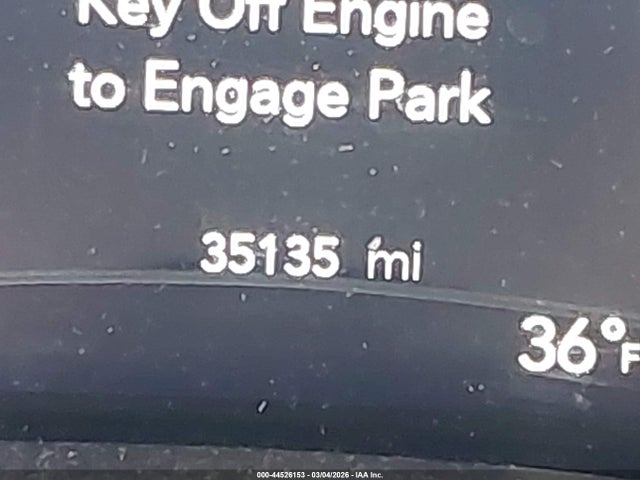 Key Off Engine
to Engage Park
35135 mi
36°F
000-44526153 - 03/04/2026 - IAA Inc.